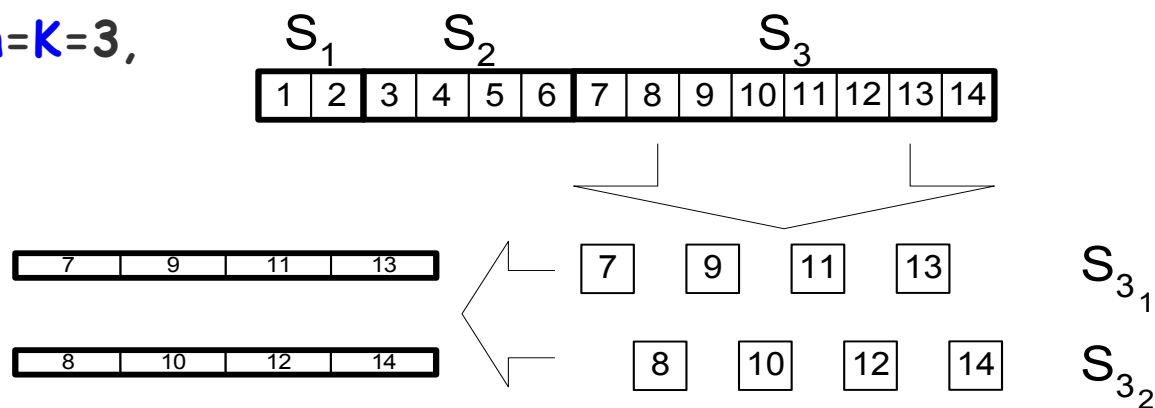 =K=3,
S₁ S₂ S₃
1 2 3 4 5 6 7 8 9 10 11 12 13 14
7 9 11 13 7 9 11 13 S₃₁
8 10 12 14 8 10 12 14 S₃₂